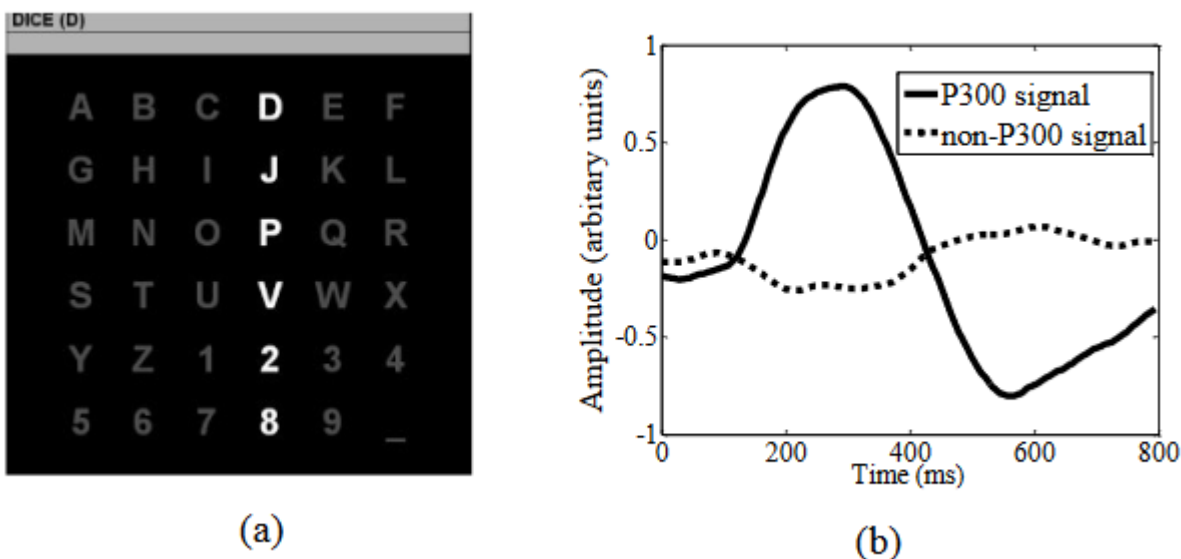 DICE (D)
A B C D E F
G H I J K L
M N O P Q R
S T U V W X
Y Z 1 2 3 4
5 6 7 8 9 _
(a)
Amplitude (arbitary units)
1
0.5
0
-0.5
-1
P300 signal
non-P300 signal
0 200 400 600 800
Time (ms)
(b)